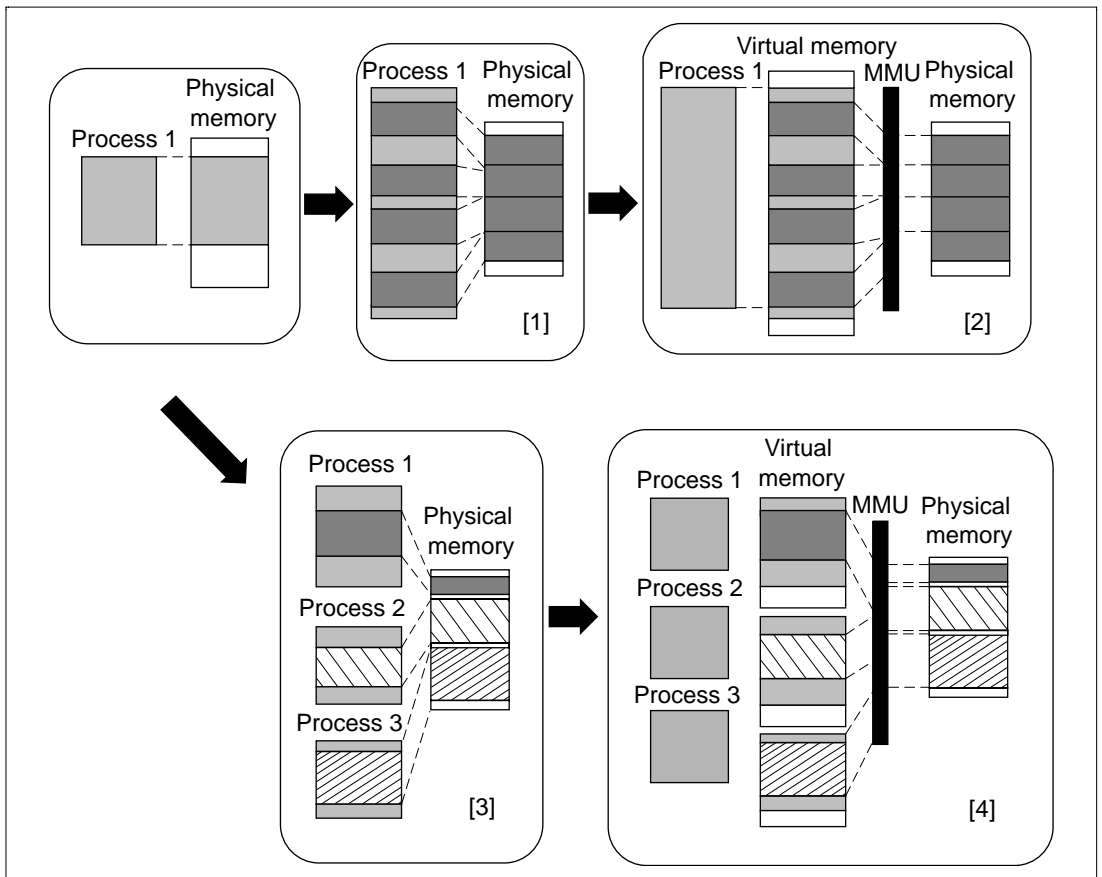 Process 1
Physical
memory
Process 1
Physical
memory
[1]
Virtual memory
Process 1
MMU
Physical
memory
[2]
Process 1
Physical
memory
Process 2
Process 3
[3]
Virtual
memory
Process 1
MMU
Physical
memory
Process 2
Process 3
[4]